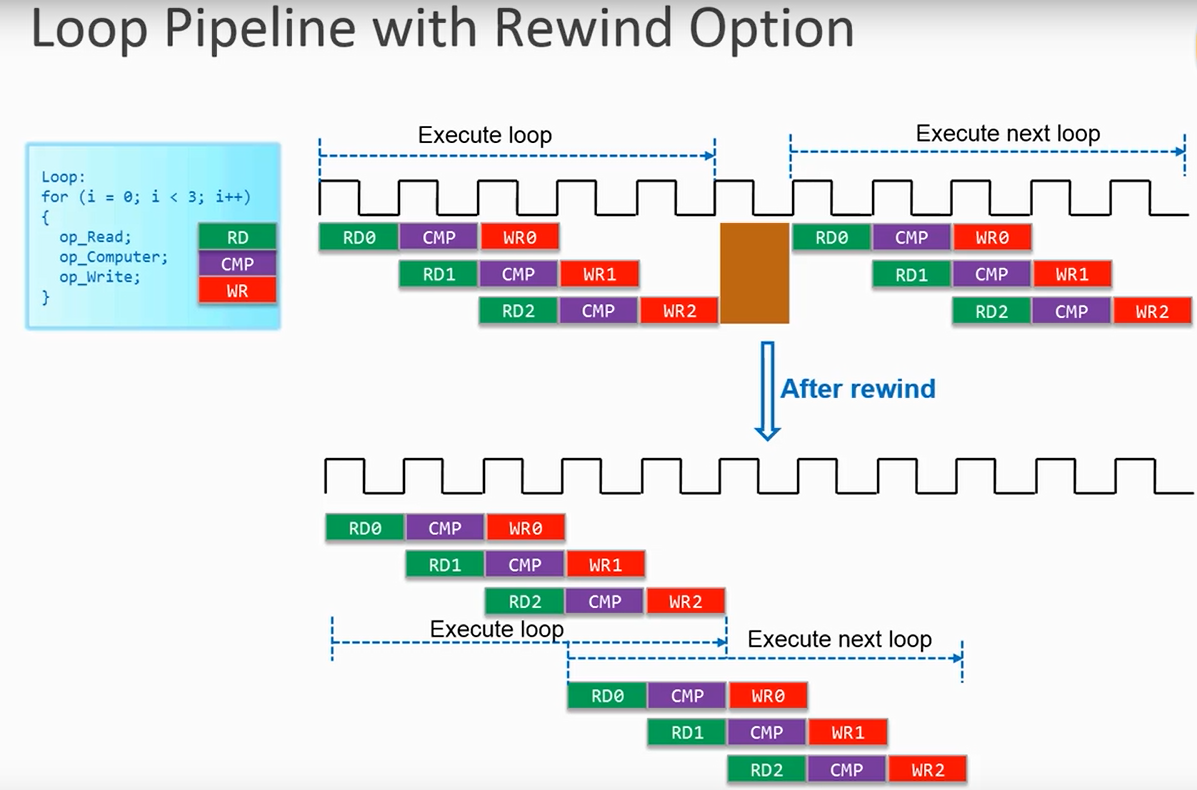 Loop Pipeline with Rewind Option
Execute loop
Execute next loop
Loop:
for (i = 0; i < 3; i++)
{
op_Read;
op_Computer;
op_Write;
}
RD
CMP
WR
RD0 CMP WR0
RD1 CMP WR1
RD2 CMP WR2
RD0 CMP WR0
RD1 CMP WR1
RD2 CMP WR2
After rewind
RD0 CMP WR0
RD1 CMP WR1
RD2 CMP WR2
Execute loop
Execute next loop
RD0 CMP WR0
RD1 CMP WR1
RD2 CMP WR2